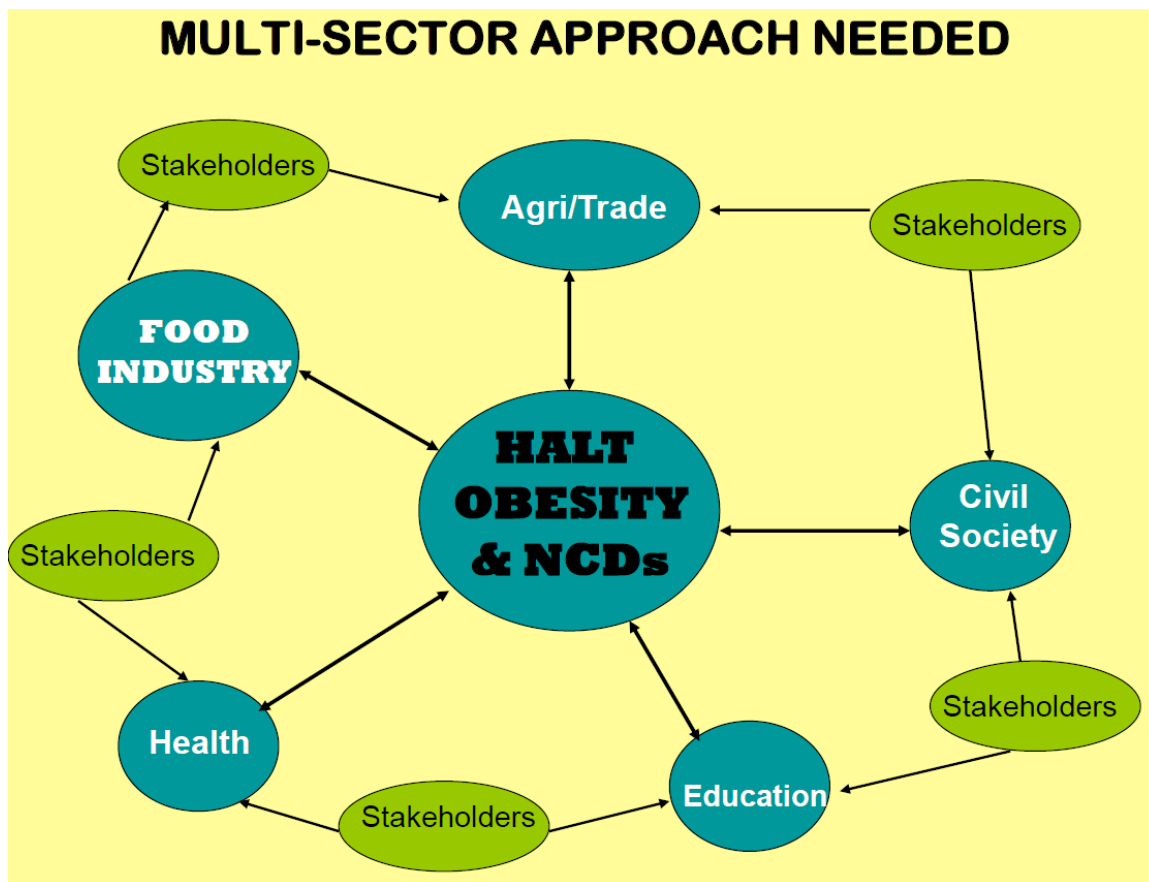 MULTI-SECTOR APPROACH NEEDED
Stakeholders
Agri/Trade
Stakeholders
FOOD
INDUSTRY
HALT
OBESITY
& NCDs
Civil
Society
Stakeholders
Stakeholders
Health
Education
Stakeholders